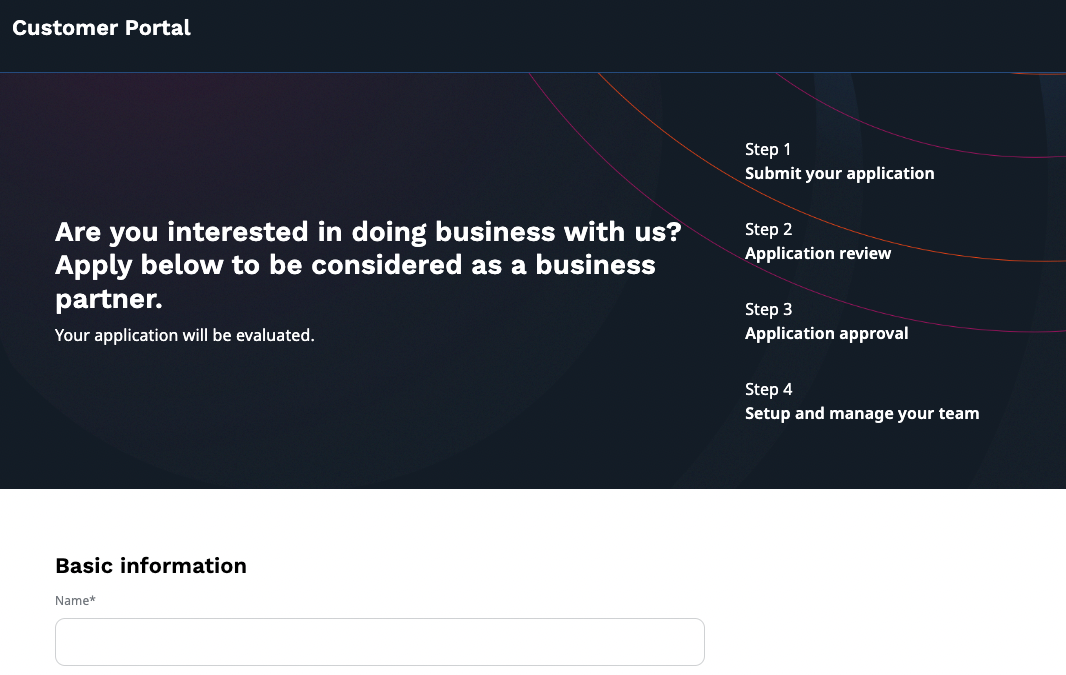 Customer Portal
Are you interested in doing business with us?
Apply below to be considered as a business
partner.
Your application will be evaluated.
Step 1
Submit your application
Step 2
Application review
Step 3
Application approval
Step 4
Setup and manage your team
Basic information
Name*